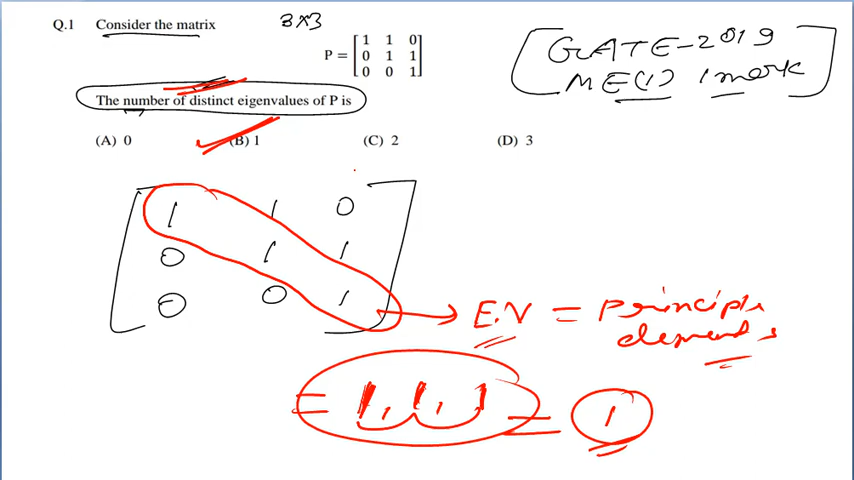 Q.1 Consider the matrix 3×3
P = [1 1 0
0 1 1
0 0 1]
GATE-2019
ME(1) 1 mark
The number of distinct eigenvalues of P is
(A) 0 (B) 1 (C) 2 (D) 3
1 1 0
0 1 1
0 0 1
E.V = Principle
elements
= 1, 1, 1 = 1